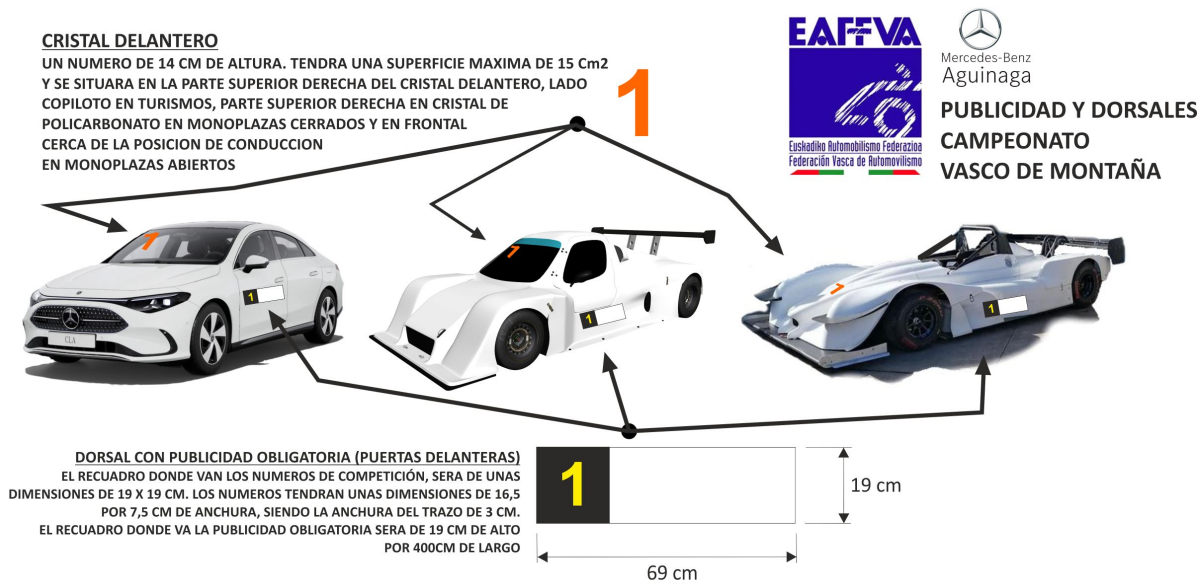 CRISTAL DELANTERO
UN NUMERO DE 14 CM DE ALTURA. TENDRA UNA SUPERFICIE MAXIMA DE 15 Cm2
Y SE SITUARA EN LA PARTE SUPERIOR DERECHA DEL CRISTAL DELANTERO, LADO
COPILOTO EN TURISMOS, PARTE SUPERIOR DERECHA EN CRISTAL DE
POLICARBONATO EN MONOPLAZAS CERRADOS Y EN FRONTAL
CERCA DE LA POSICION DE CONDUCCION
EN MONOPLAZAS ABIERTOS
1
EAFFVA
Euskadiko Automobilismo Federazioa
Federación Vasca de Automovilismo
Mercedes-Benz
Aguinaga
PUBLICIDAD Y DORSALES
CAMPEONATO
VASCO DE MONTAÑA
1
1
CLA
1
1
1
1
DORSAL CON PUBLICIDAD OBLIGATORIA (PUERTAS DELANTERAS)
EL RECUADRO DONDE VAN LOS NUMEROS DE COMPETICIÓN, SERA DE UNAS
DIMENSIONES DE 19 X 19 CM. LOS NUMEROS TENDRAN UNAS DIMENSIONES DE 16,5
POR 7,5 CM DE ANCHURA, SIENDO LA ANCHURA DEL TRAZO DE 3 CM.
EL RECUADRO DONDE VA LA PUBLICIDAD OBLIGATORIA SERA DE 19 CM DE ALTO
POR 400CM DE LARGO
1
19 cm
69 cm